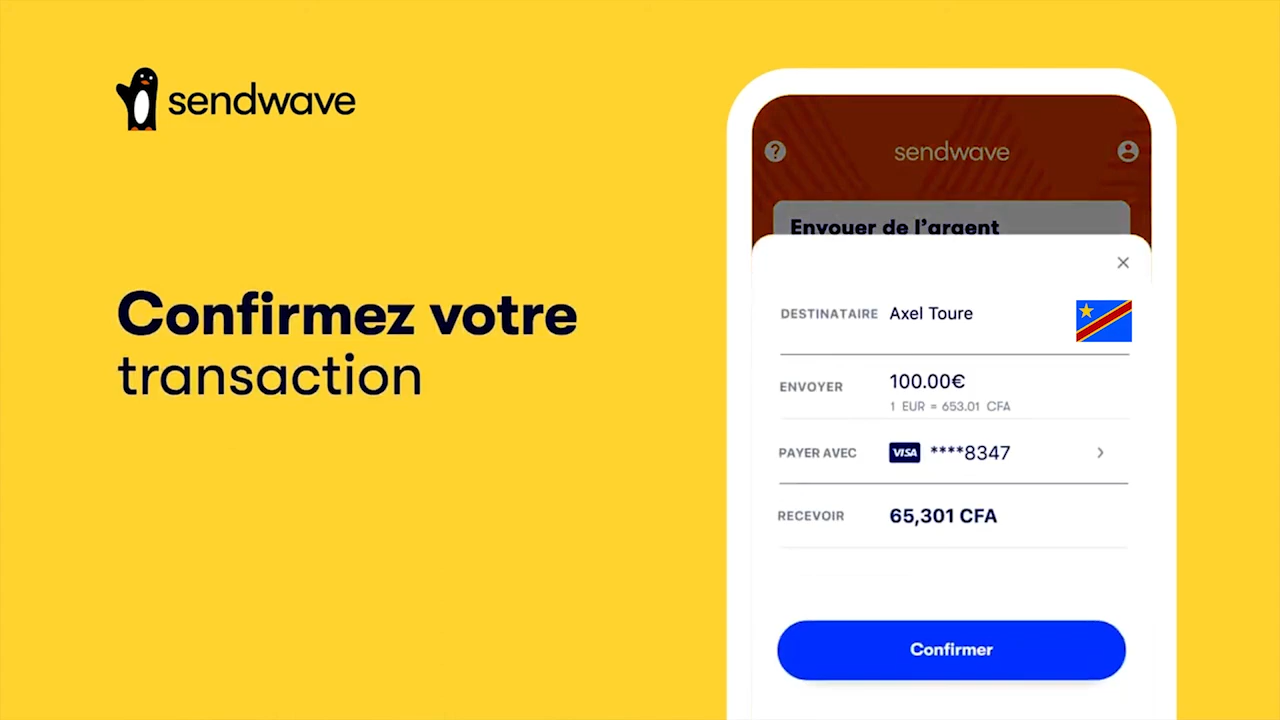 sendwave
Confirmez votre
transaction
?
sendwave
Envoyer de l'argent
DESTINATAIRE Axel Toure
ENVOYER 100.00€
1 EUR = 653.01 CFA
PAYER AVEC VISA ****8347
RECEVOIR 65,301 CFA
Confirmer